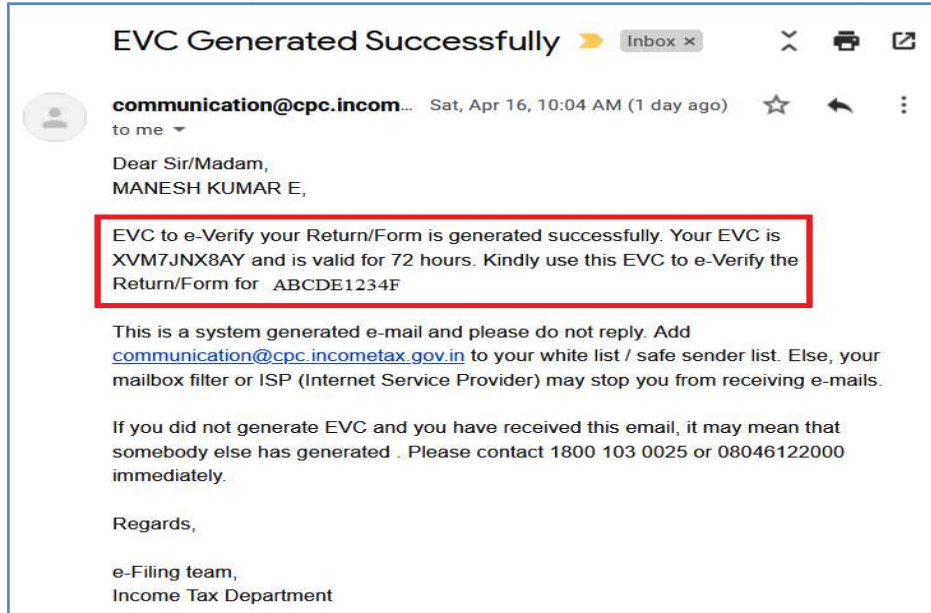 EVC Generated Successfully Inbox ×
communication@cpc.incom... Sat, Apr 16, 10:04 AM (1 day ago)
to me
Dear Sir/Madam,
MANESH KUMAR E,
EVC to e-Verify your Return/Form is generated successfully. Your EVC is
XVM7JNX8AY and is valid for 72 hours. Kindly use this EVC to e-Verify the
Return/Form for ABCDE1234F
This is a system generated e-mail and please do not reply. Add
communication@cpc.incometax.gov.in to your white list / safe sender list. Else, your
mailbox filter or ISP (Internet Service Provider) may stop you from receiving e-mails.
If you did not generate EVC and you have received this email, it may mean that
somebody else has generated . Please contact 1800 103 0025 or 08046122000
immediately.
Regards,
e-Filing team,
Income Tax Department